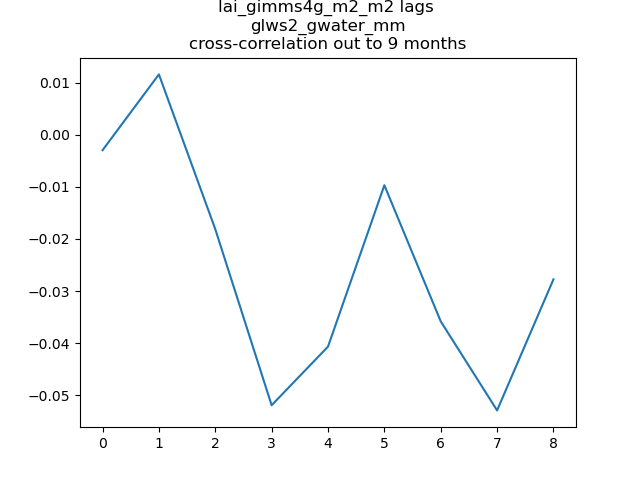 lai_gimms4g_m2_m2 lags
glws2_gwater_mm
cross-correlation out to 9 months
0.01
0.00
−0.01
−0.02
−0.03
−0.04
−0.05
0 1 2 3 4 5 6 7 8